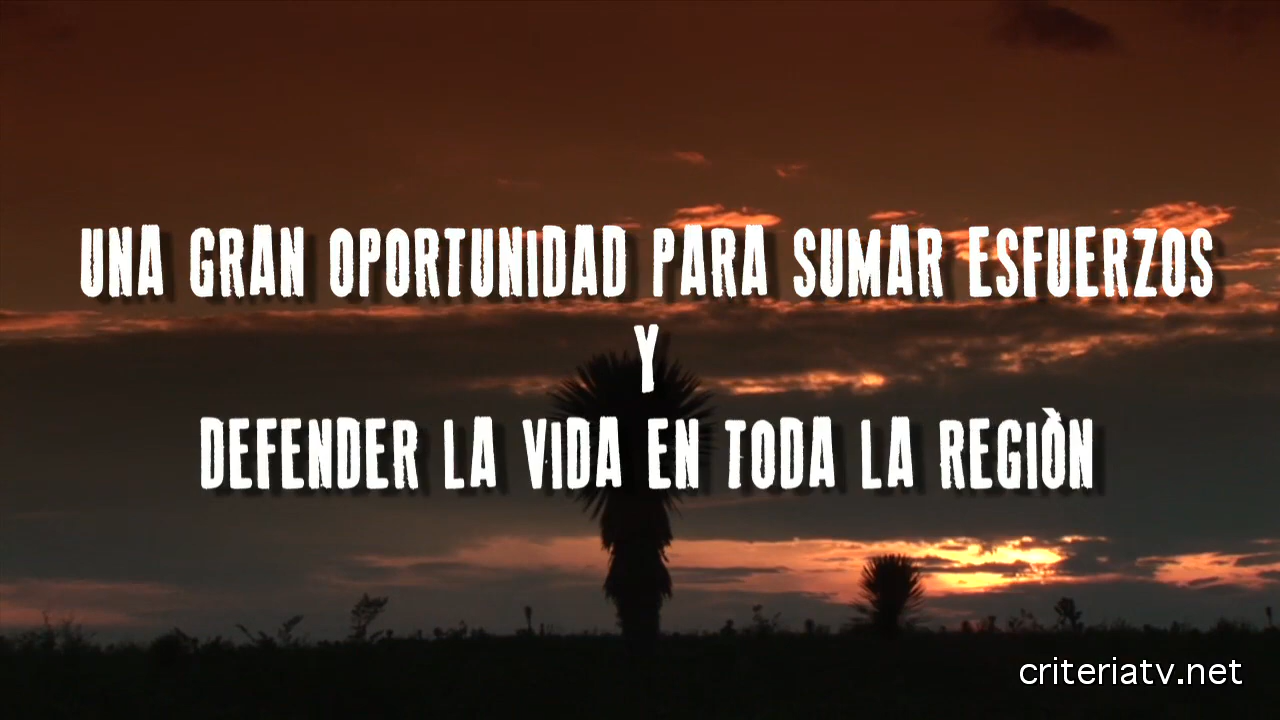 UNA GRAN OPORTUNIDAD PARA SUMAR ESFUERZOS
Y
DEFENDER LA VIDA EN TODA LA REGIÒN
criteriatv.net